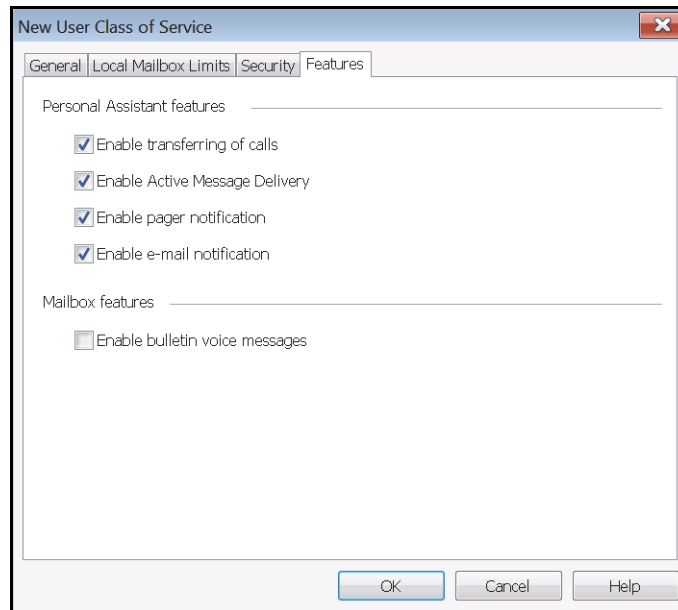 New User Class of Service
General Local Mailbox Limits Security Features
Personal Assistant features
Enable transferring of calls
Enable Active Message Delivery
Enable pager notification
Enable e-mail notification
Mailbox features
Enable bulletin voice messages
OK Cancel Help